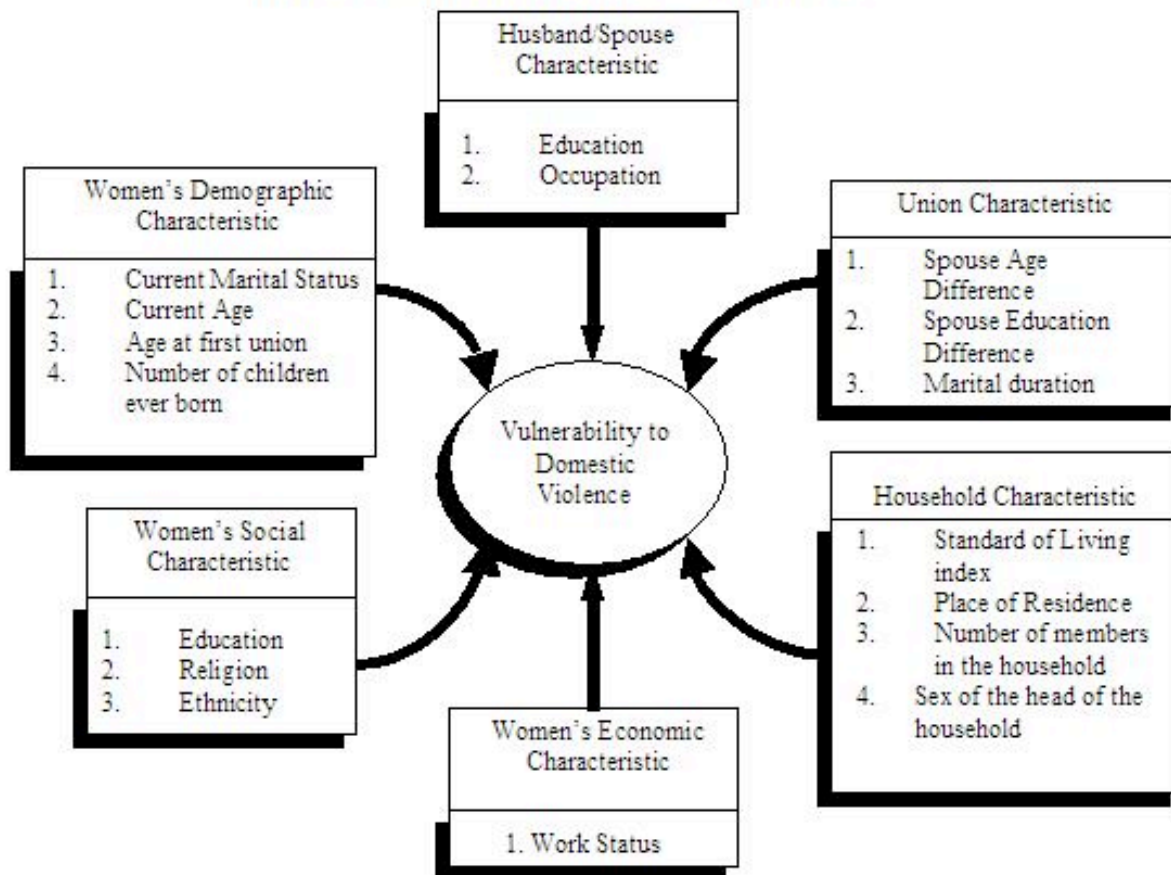 Husband/Spouse
Characteristic
1. Education
2. Occupation
Women's Demographic
Characteristic
1. Current Marital Status
2. Current Age
3. Age at first union
4. Number of children
ever born
Union Characteristic
1. Spouse Age
Difference
2. Spouse Education
Difference
3. Marital duration
Vulnerability to
Domestic
Violence
Women's Social
Characteristic
1. Education
2. Religion
3. Ethnicity
Household Characteristic
1. Standard of Living
index
2. Place of Residence
3. Number of members
in the household
4. Sex of the head of the
household
Women's Economic
Characteristic
1. Work Status